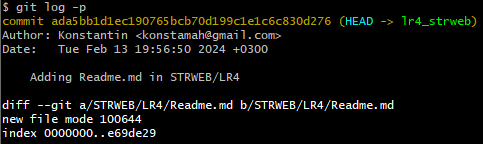 $ git log -p
commit ada5bb1d1ec190765bcb70d199c1e1c6c830d276 (HEAD -> lr4_strweb)
Author: Konstantin <konstamah@gmail.com>
Date:   Tue Feb 13 19:56:50 2024 +0300
    Adding Readme.md in STRWEB/LR4
diff --git a/STRWEB/LR4/Readme.md b/STRWEB/LR4/Readme.md
new file mode 100644
index 0000000..e69de29